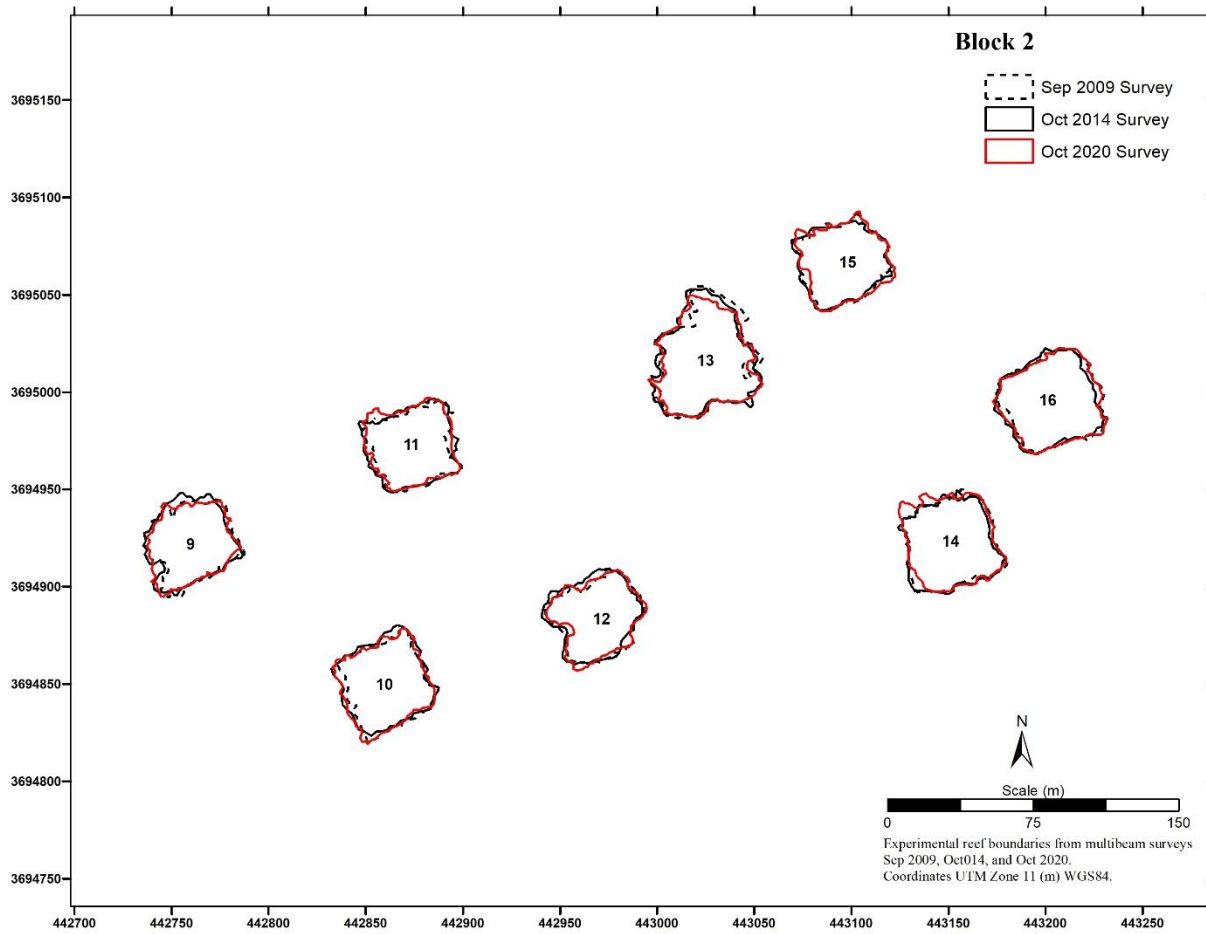 Block 2
Sep 2009 Survey
Oct 2014 Survey
Oct 2020 Survey
3695150
3695100
3695050
3695000
3694950
3694900
3694850
3694800
3694750
15
13
16
11
14
9
12
10
N
Scale (m)
0 75 150
Experimental reef boundaries from multibeam surveys
Sep 2009, Oct014, and Oct 2020.
Coordinates UTM Zone 11 (m) WGS84.
442700 442750 442800 442850 442900 442950 443000 443050 443100 443150 443200 443250